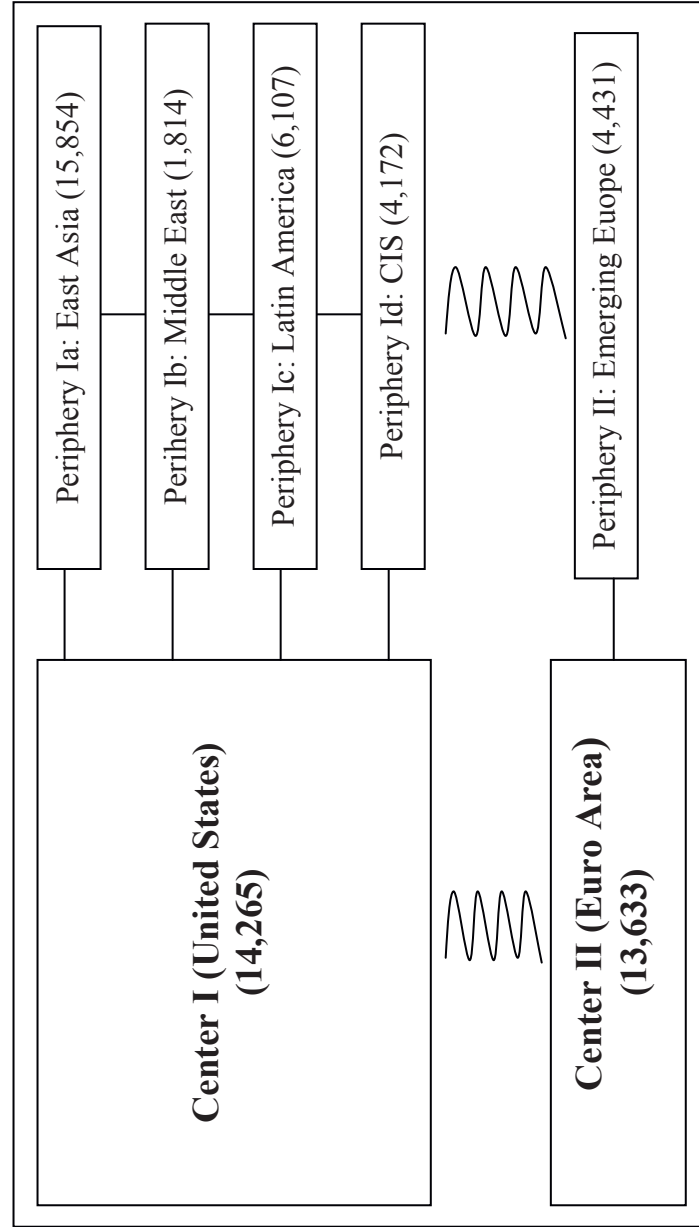 Periphery Ia: East Asia (15,854)
Perihery Ib: Middle East (1,814)
Periphery Ic: Latin America (6,107)
Periphery Id: CIS (4,172)
Center I (United States)
(14,265)
Periphery II: Emerging Euope (4,431)
Center II (Euro Area)
(13,633)